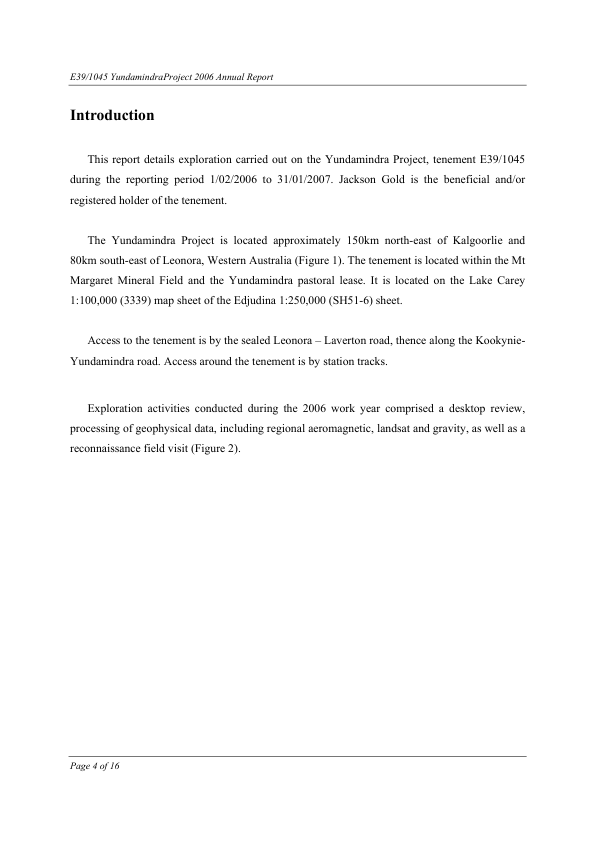 E39/1045 YundamindraProject 2006 Annual Report
Introduction
This report details exploration carried out on the Yundamindra Project, tenement E39/1045
during the reporting period 1/02/2006 to 31/01/2007. Jackson Gold is the beneficial and/or
registered holder of the tenement.
The Yundamindra Project is located approximately 150km north-east of Kalgoorlie and
80km south-east of Leonora, Western Australia (Figure 1). The tenement is located within the Mt
Margaret Mineral Field and the Yundamindra pastoral lease. It is located on the Lake Carey
1:100,000 (3339) map sheet of the Edjudina 1:250,000 (SH51-6) sheet.
Access to the tenement is by the sealed Leonora – Laverton road, thence along the Kookynie-
Yundamindra road. Access around the tenement is by station tracks.
Exploration activities conducted during the 2006 work year comprised a desktop review,
processing of geophysical data, including regional aeromagnetic, landsat and gravity, as well as a
reconnaissance field visit (Figure 2).
Page 4 of 16